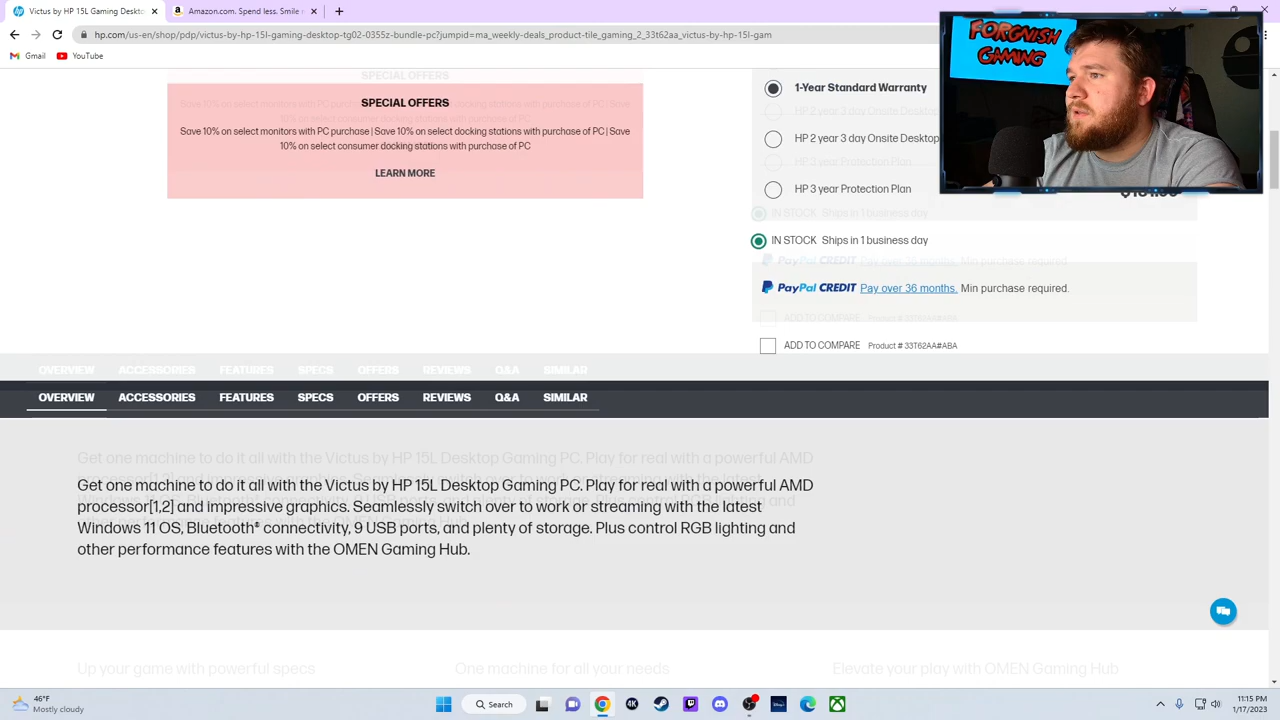 Victus by HP 15L Gaming Deskto
Amazon.com. Spend Less. Smile m
hp.com/us-en/shop/pdp/victus-by-hp-15l-gam
0355z-bundle-pc?jumpid=ma_weekly-deals_product-tile_gaming_2_33t62aa_victus-by-hp-15l-gam
Gmail
YouTube
FORGNISH
GAMING
SPECIAL OFFERS
Save 10% on select monitors with PC purchase | Save 10% on select docking stations with purchase of PC | Save
10% on select consumer docking stations with purchase of PC
LEARN MORE
1-Year Standard Warranty
HP 2 year 3 day Onsite Desktop
HP 3 year Protection Plan
IN STOCK Ships in 1 business day
PayPal CREDIT Pay over 36 months. Min purchase required.
ADD TO COMPARE Product # 33T62AA#ABA
OVERVIEW ACCESSORIES FEATURES SPECS OFFERS REVIEWS Q&A SIMILAR
Get one machine to do it all with the Victus by HP 15L Desktop Gaming PC. Play for real with a powerful AMD
processor[1,2] and impressive graphics. Seamlessly switch over to work or streaming with the latest
Windows 11 OS, Bluetooth® connectivity, 9 USB ports, and plenty of storage. Plus control RGB lighting and
other performance features with the OMEN Gaming Hub.
Up your game with powerful specs
One machine for all your needs
Elevate your play with OMEN Gaming Hub
46°F
Mostly cloudy
Search
11:15 PM
1/17/2023